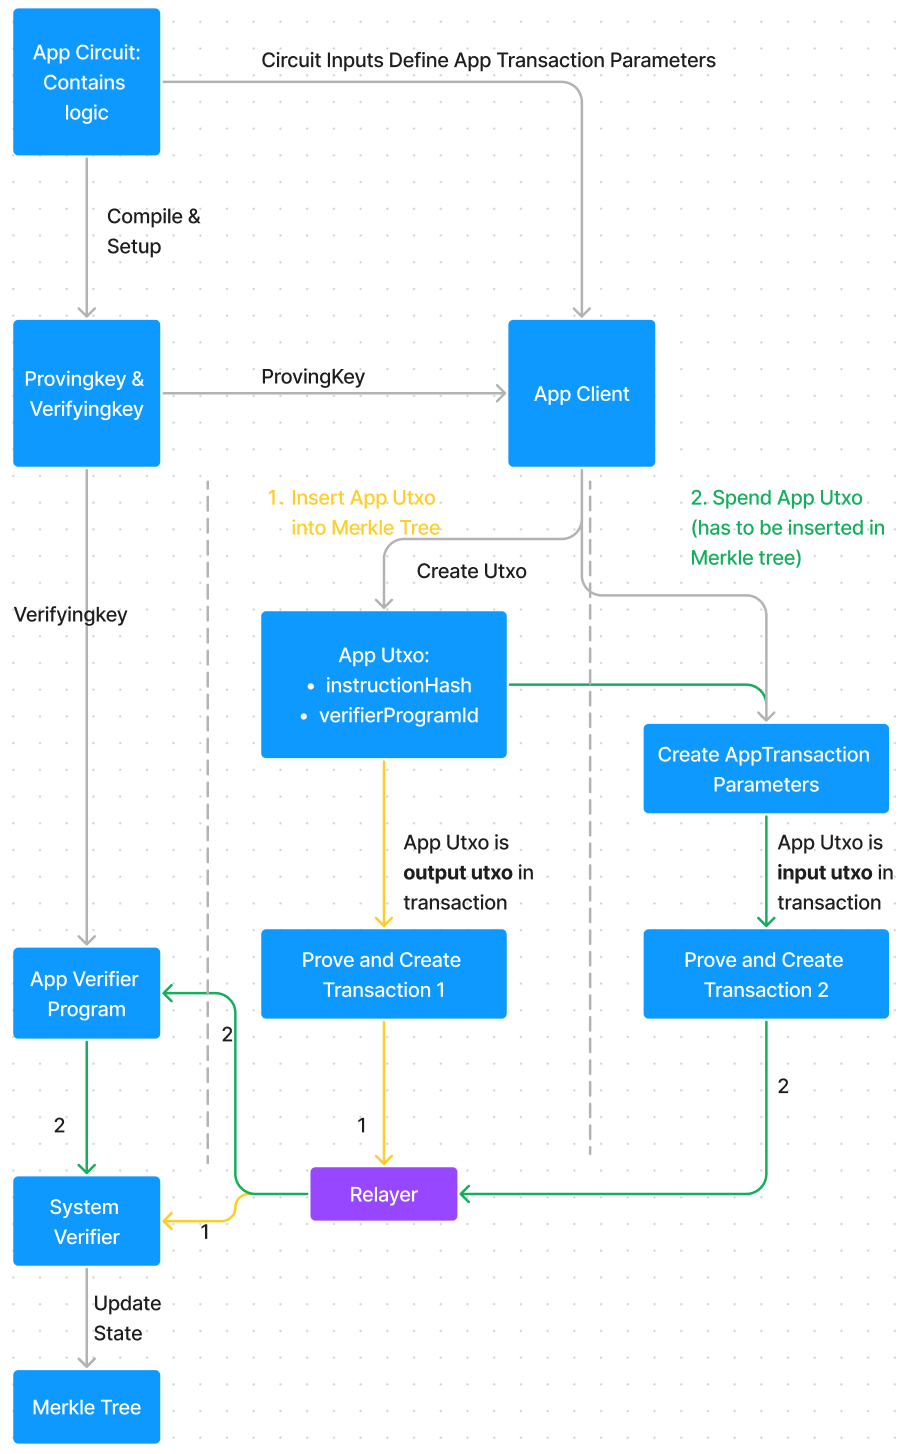 App Circuit:
Contains
logic
Circuit Inputs Define App Transaction Parameters
Compile &
Setup
Provingkey &
Verifyingkey
ProvingKey
App Client
1. Insert App Utxo
into Merkle Tree
2. Spend App Utxo
(has to be inserted in
Merkle tree)
Create Utxo
Verifyingkey
App Utxo:
• instructionHash
• verifierProgramId
Create AppTransaction
Parameters
App Utxo is
output utxo in
transaction
App Utxo is
input utxo in
transaction
App Verifier
Program
Prove and Create
Transaction 1
Prove and Create
Transaction 2
2
2
2
1
System
Verifier
Relayer
1
Update
State
Merkle Tree